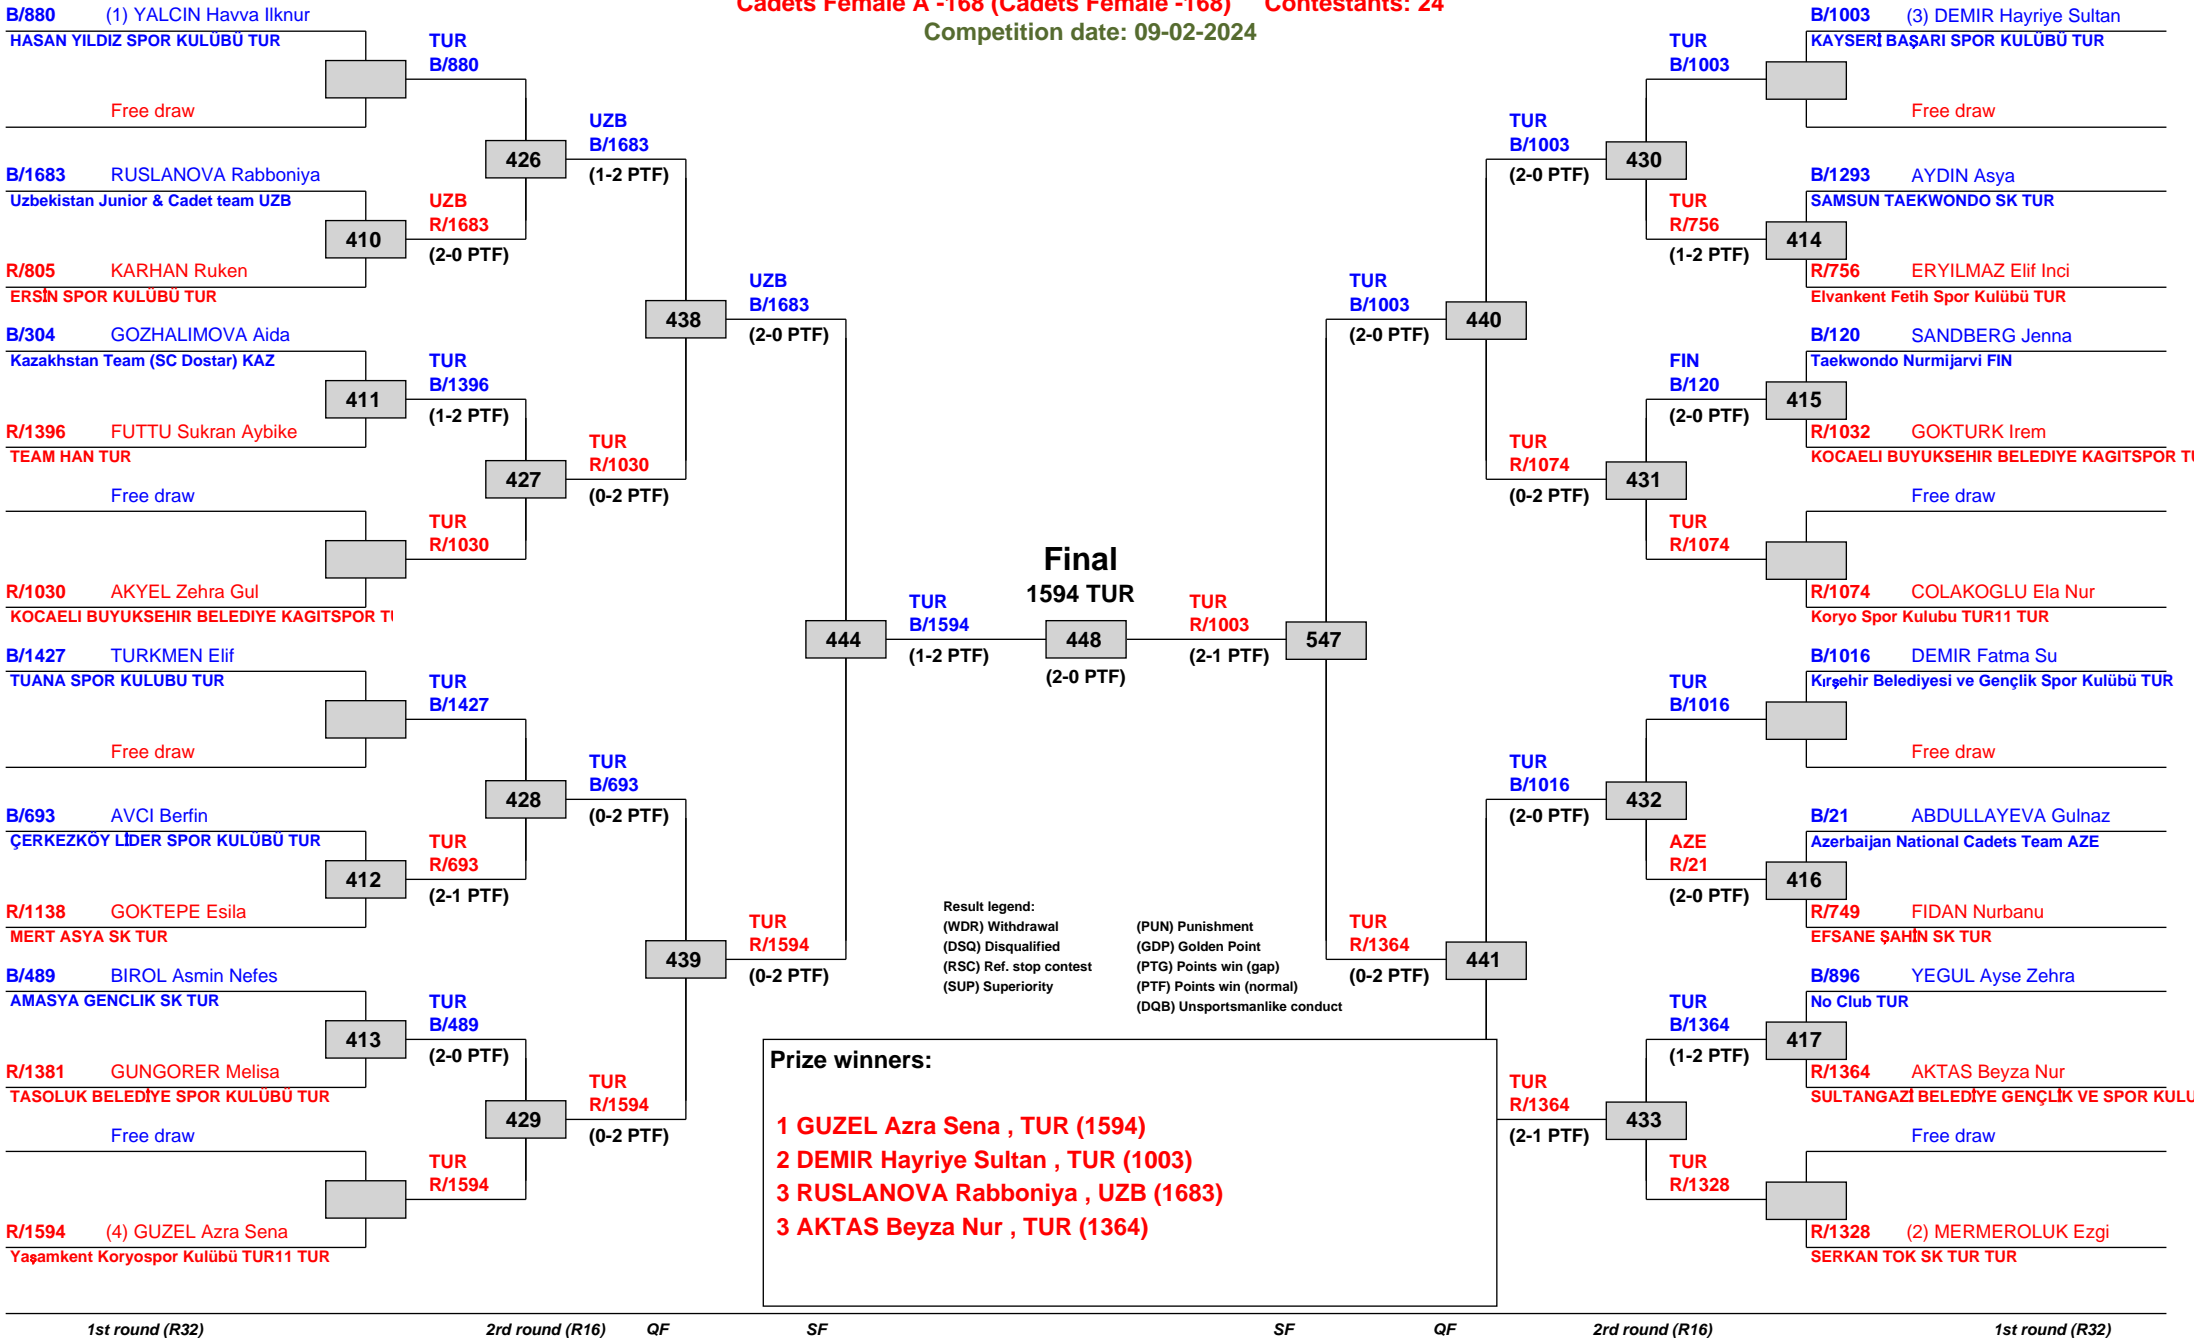 Cadets Female A -168 (Cadets Female -168) Contestants: 24
Competition date: 09-02-2024
B/880 (1) YALCIN Havva Ilknur
HASAN YILDIZ SPOR KULÜBÜ TUR
Free draw
B/1683 RUSLANOVA Rabboniya
Uzbekistan Junior & Cadet team UZB
R/805 KARHAN Ruken
ERSİN SPOR KULÜBÜ TUR
B/304 GOZHALIMOVA Aida
Kazakhstan Team (SC Dostar) KAZ
R/1396 FUTTU Sukran Aybike
TEAM HAN TUR
Free draw
R/1030 AKYEL Zehra Gul
KOCAELI BUYUKSEHIR BELEDIYE KAGITSPOR TU
B/1427 TURKMEN Elif
TUANA SPOR KULUBU TUR
Free draw
B/693 AVCI Berfin
ÇERKEZKÖY LİDER SPOR KULÜBÜ TUR
R/1138 GOKTEPE Esila
MERT ASYA SK TUR
B/489 BIROL Asmin Nefes
AMASYA GENCLIK SK TUR
R/1381 GUNGORER Melisa
TASOLUK BELEDİYE SPOR KULÜBÜ TUR
Free draw
R/1594 (4) GUZEL Azra Sena
Yaşamkent Koryospor Kulübü TUR11 TUR
TUR
B/880
410
UZB
R/1683
(2-0 PTF)
411
TUR
B/1396
(1-2 PTF)
TUR
R/1030
TUR
B/1427
412
TUR
R/693
(2-1 PTF)
413
TUR
B/489
(2-0 PTF)
TUR
R/1594
426
UZB
B/1683
(1-2 PTF)
427
TUR
R/1030
(0-2 PTF)
428
TUR
B/693
(0-2 PTF)
429
TUR
R/1594
(0-2 PTF)
438
UZB
B/1683
(2-0 PTF)
439
TUR
R/1594
(0-2 PTF)
444
TUR
B/1594
(1-2 PTF)
Final
1594 TUR
448
(2-0 PTF)
TUR
R/1003
(2-1 PTF)
547
TUR
B/1003
(2-0 PTF)
440
TUR
R/1364
(0-2 PTF)
441
TUR
B/1003
(2-0 PTF)
430
TUR
R/1074
(0-2 PTF)
431
TUR
B/1016
(2-0 PTF)
432
TUR
R/1364
(2-1 PTF)
433
TUR
B/1003
TUR
R/756
(1-2 PTF)
414
FIN
B/120
(2-0 PTF)
415
TUR
R/1074
TUR
B/1016
AZE
R/21
(2-0 PTF)
416
TUR
B/1364
(1-2 PTF)
417
TUR
R/1328
B/1003 (3) DEMIR Hayriye Sultan
KAYSERİ BAŞARI SPOR KULÜBÜ TUR
Free draw
B/1293 AYDIN Asya
SAMSUN TAEKWONDO SK TUR
R/756 ERYILMAZ Elif Inci
Elvankent Fetih Spor Kulübü TUR
B/120 SANDBERG Jenna
Taekwondo Nurmijarvi FIN
R/1032 GOKTURK Irem
KOCAELI BUYUKSEHIR BELEDIYE KAGITSPOR TU
Free draw
R/1074 COLAKOGLU Ela Nur
Koryo Spor Kulubu TUR11 TUR
B/1016 DEMIR Fatma Su
Kırşehir Belediyesi ve Gençlik Spor Kulübü TUR
Free draw
B/21 ABDULLAYEVA Gulnaz
Azerbaijan National Cadets Team AZE
R/749 FIDAN Nurbanu
EFSANE ŞAHİN SK TUR
B/896 YEGUL Ayse Zehra
No Club TUR
R/1364 AKTAS Beyza Nur
SULTANGAZİ BELEDİYE GENÇLİK VE SPOR KULU
Free draw
R/1328 (2) MERMEROLUK Ezgi
SERKAN TOK SK TUR TUR
Result legend:
(WDR) Withdrawal (PUN) Punishment
(DSQ) Disqualified (GDP) Golden Point
(RSC) Ref. stop contest (PTG) Points win (gap)
(SUP) Superiority (PTF) Points win (normal)
(DQB) Unsportsmanlike conduct
Prize winners:
1 GUZEL Azra Sena , TUR (1594)
2 DEMIR Hayriye Sultan , TUR (1003)
3 RUSLANOVA Rabboniya , UZB (1683)
3 AKTAS Beyza Nur , TUR (1364)
1st round (R32) 2rd round (R16) QF SF SF QF 2rd round (R16) 1st round (R32)